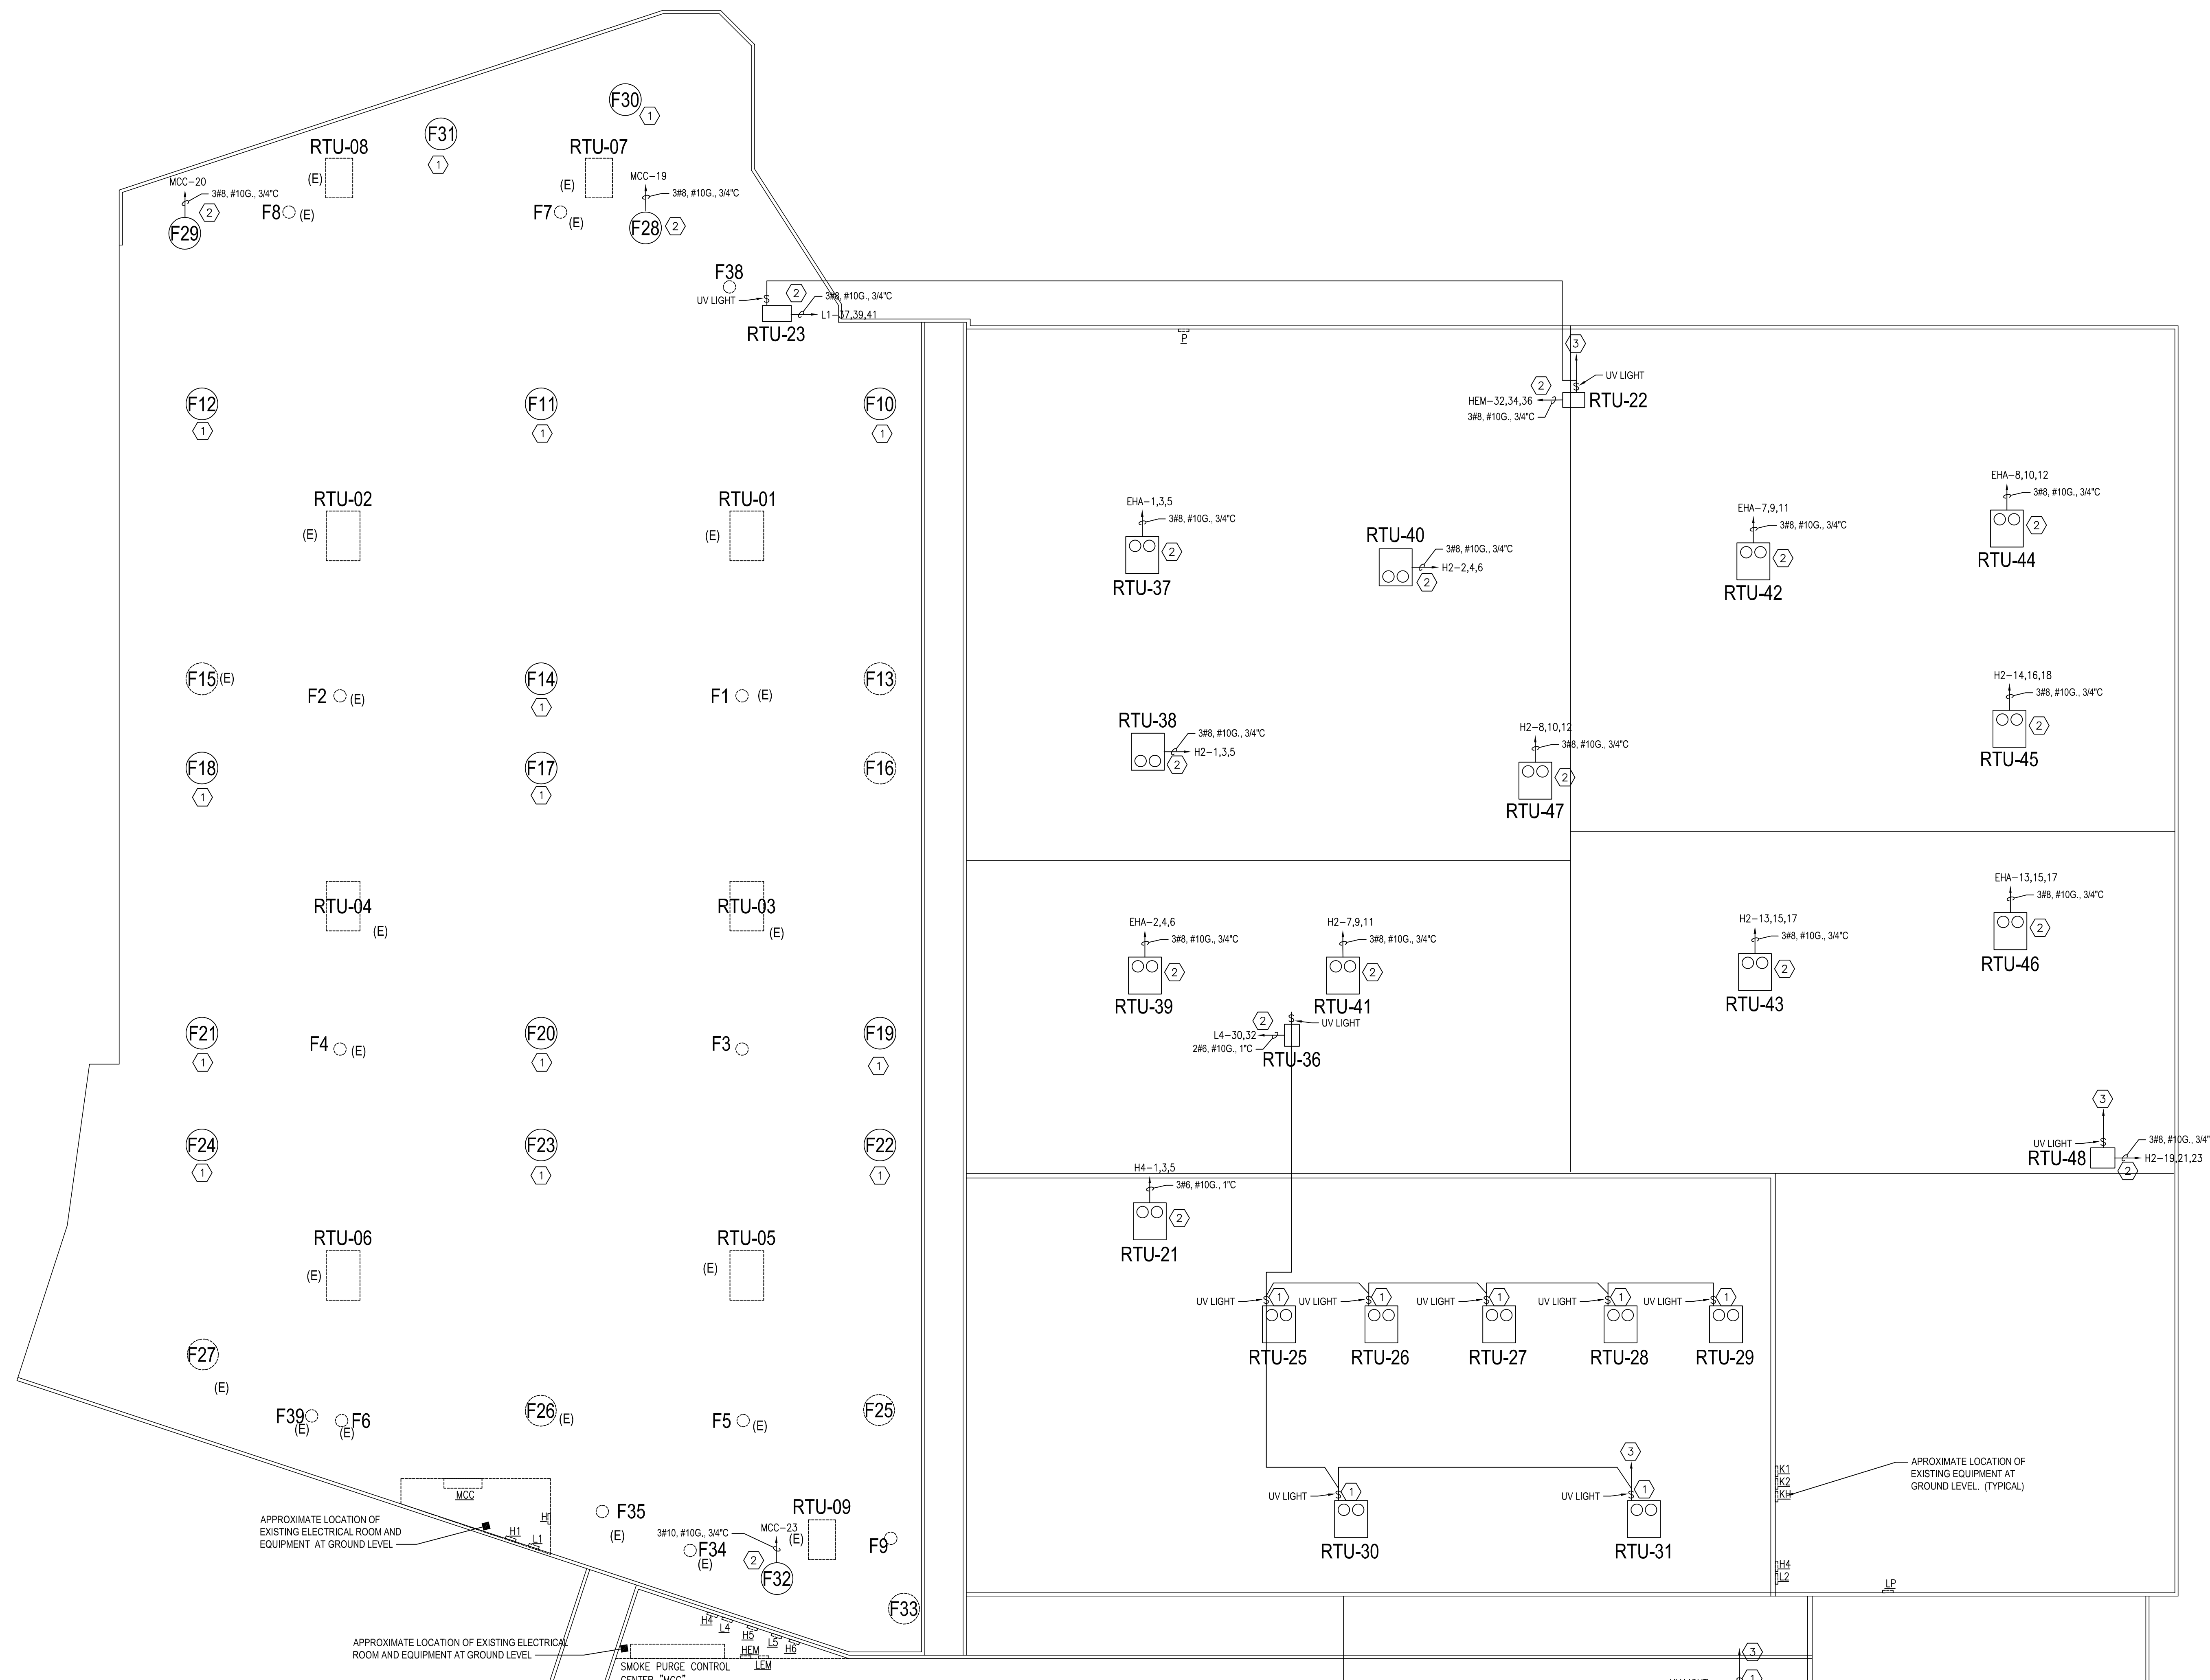 F30
1
F31
1
RTU-08
(E)
RTU-07
(E)
MCC-20
3#8, #10G., 3/4"C
2
F29
F8
(E)
F7
(E)
MCC-19
3#8, #10G., 3/4"C
F28
2
F38
UV LIGHT
$
2
3#8, #10G., 3/4"C
L1-37,39,41
RTU-23
P
3
UV LIGHT
$
2
HEM-32,34,36
3#8, #10G., 3/4"C
RTU-22
F12
1
F11
1
F10
1
RTU-02
(E)
RTU-01
(E)
EHA-1,3,5
3#8, #10G., 3/4"C
2
RTU-37
RTU-40
3#8, #10G., 3/4"C
H2-2,4,6
2
EHA-7,9,11
3#8, #10G., 3/4"C
2
RTU-42
EHA-8,10,12
3#8, #10G., 3/4"C
2
RTU-44
F15
(E)
F2
(E)
F14
1
F1
(E)
F13
RTU-38
3#8, #10G., 3/4"C
H2-1,3,5
2
H2-8,10,12
3#8, #10G., 3/4"C
2
RTU-47
H2-14,16,18
3#8, #10G., 3/4"C
2
RTU-45
F18
1
F17
1
F16
RTU-04
(E)
RTU-03
(E)
EHA-2,4,6
3#8, #10G., 3/4"C
2
RTU-39
H2-7,9,11
3#8, #10G., 3/4"C
2
RTU-41
H2-13,15,17
3#8, #10G., 3/4"C
2
RTU-43
EHA-13,15,17
3#8, #10G., 3/4"C
2
RTU-46
F21
1
F4
(E)
F20
1
F3
F19
1
$
UV LIGHT
2
L4-30,32
2#6, #10G., 1"C
RTU-36
F24
1
F23
1
F22
1
3
UV LIGHT
$
3#8, #10G., 3/4"
H2-19,21,23
2
RTU-48
H4-1,3,5
3#6, #10G., 1"C
2
RTU-21
RTU-06
(E)
RTU-05
(E)
UV LIGHT
$
1
UV LIGHT
$
1
UV LIGHT
$
1
UV LIGHT
$
1
UV LIGHT
$
1
RTU-25
RTU-26
RTU-27
RTU-28
RTU-29
F27
(E)
F39
(E)
F6
(E)
F26
(E)
F5
(E)
F25
3
UV LIGHT
$
1
RTU-30
UV LIGHT
$
1
RTU-31
K1
K2
KH
APROXIMATE LOCATION OF
EXISTING EQUIPMENT AT
GROUND LEVEL. (TYPICAL)
MCC
H
H1
L1
APPROXIMATE LOCATION OF
EXISTING ELECTRICAL ROOM AND
EQUIPMENT AT GROUND LEVEL
F35
(E)
RTU-09
(E)
3#10, #10G., 3/4"C
MCC-23
F34
(E)
2
F32
F9
F33
H4
L2
LP
H4
L4
H5
L5
H6
HEM
LEM
APPROXIMATE LOCATION OF EXISTING ELECTRICAL
ROOM AND EQUIPMENT AT GROUND LEVEL
SMOKE PURGE CONTROL
CENTER "MCC"
3
1
UV LIGHT